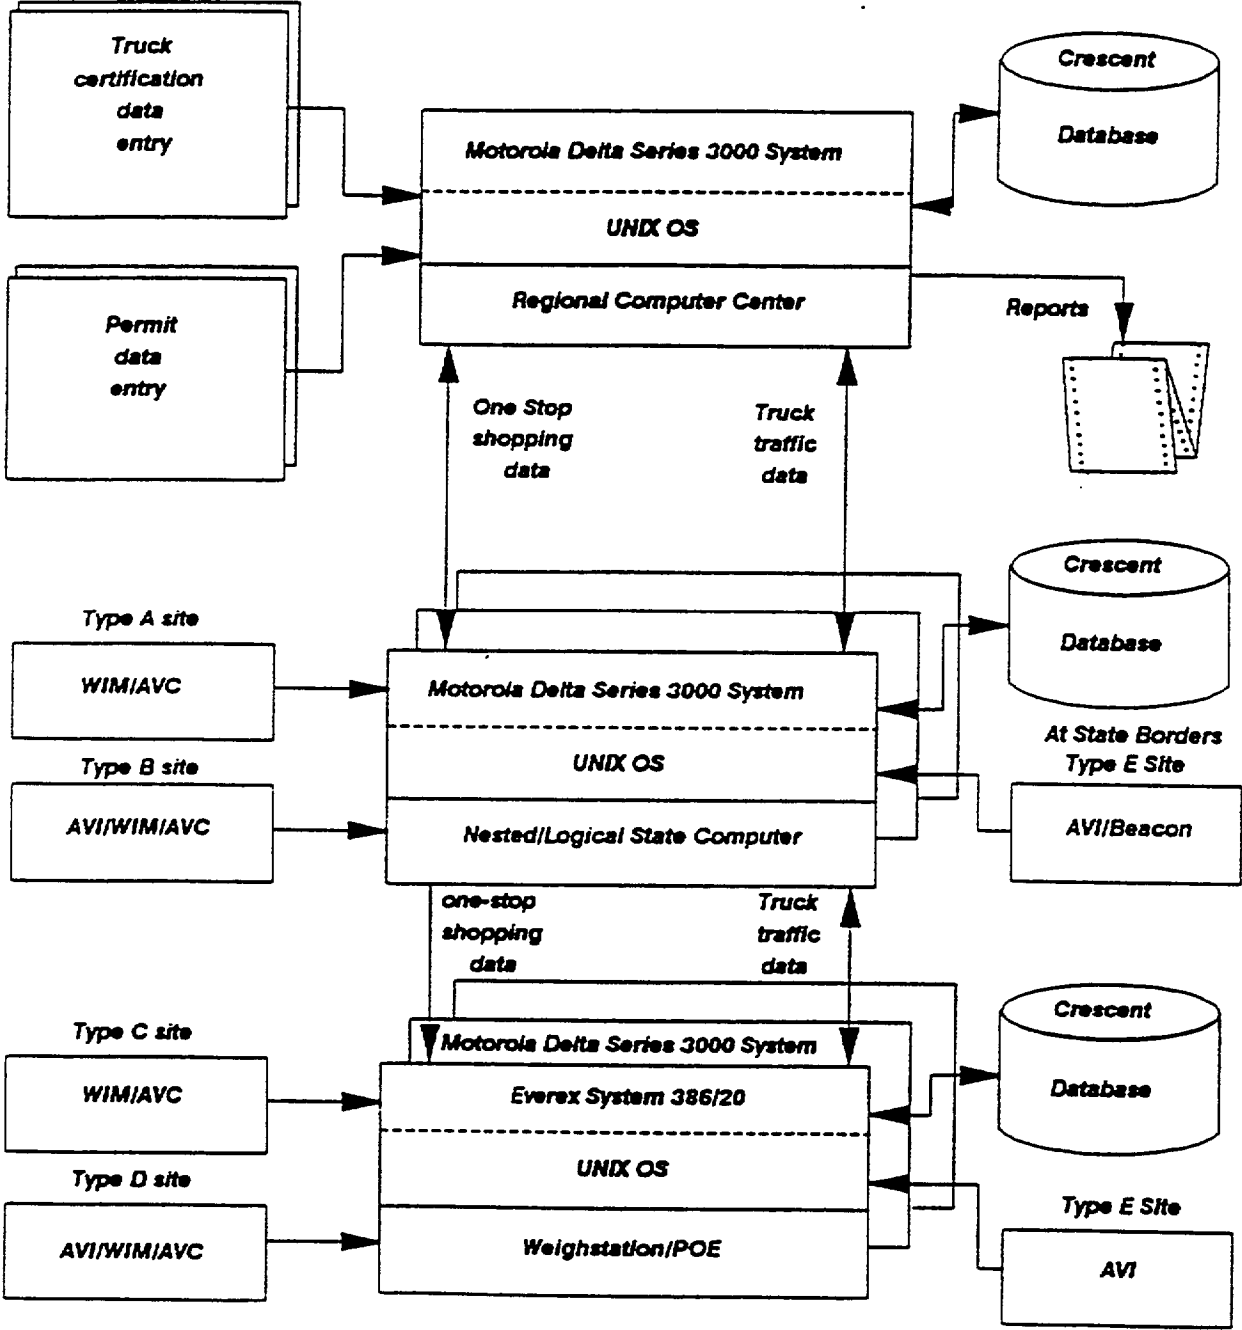 Truck
certification
data
entry
Crescent
Database
Motorola Delta Series 3000 System
UNIX OS
Regional Computer Center
Permit
data
entry
Reports
One Stop
shopping
data
Truck
traffic
data
Crescent
Database
Type A site
WIM/AVC
Motorola Delta Series 3000 System
UNIX OS
Nested/Logical State Computer
Type B site
AVI/WIM/AVC
At State Borders
Type E Site
AVI/Beacon
one-stop
shopping
data
Truck
traffic
data
Crescent
Database
Type C site
WIM/AVC
Motorola Delta Series 3000 System
Everex System 386/20
UNIX OS
Weighstation/POE
Type D site
AVI/WIM/AVC
Type E Site
AVI